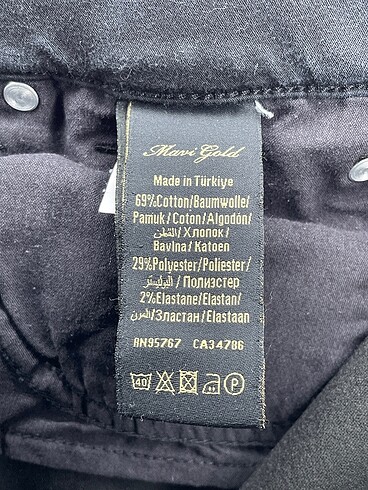 Mavi Gold
Made in Türkiye
69%Cotton/Baumwolle/
Pamuk/Coton/Algodón/
القطن/Хлопок/
Bavlna/Katoen
29%Polyester/Poliester/
البوليستر/Полиэстер
2%Elastane/Elastan/
/Эластан/Elastaan
RN95767 CA34786
40 P